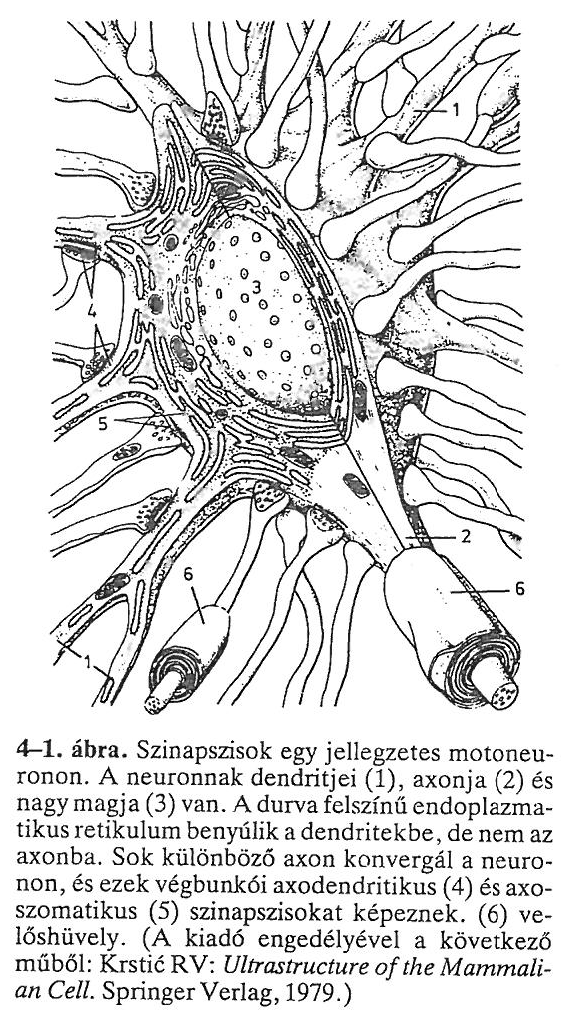 1
3
4
5
2
6
6
1
4–1. ábra. Szinapszisok egy jellegzetes motoneu-
ronon. A neuronnak dendritjei (1), axonja (2) és
nagy magja (3) van. A durva felszínű endoplazma-
tikus retikulum benyúlik a dendritekbe, de nem az
axonba. Sok különböző axon konvergál a neuro-
non, és ezek végbunkói axodendritikus (4) és axo-
szomatikus (5) szinapszisokat képeznek. (6) ve-
lőshüvely. (A kiadó engedélyével a következő
műből: Krstić RV: Ultrastructure of the Mammali-
an Cell. Springer Verlag, 1979.)